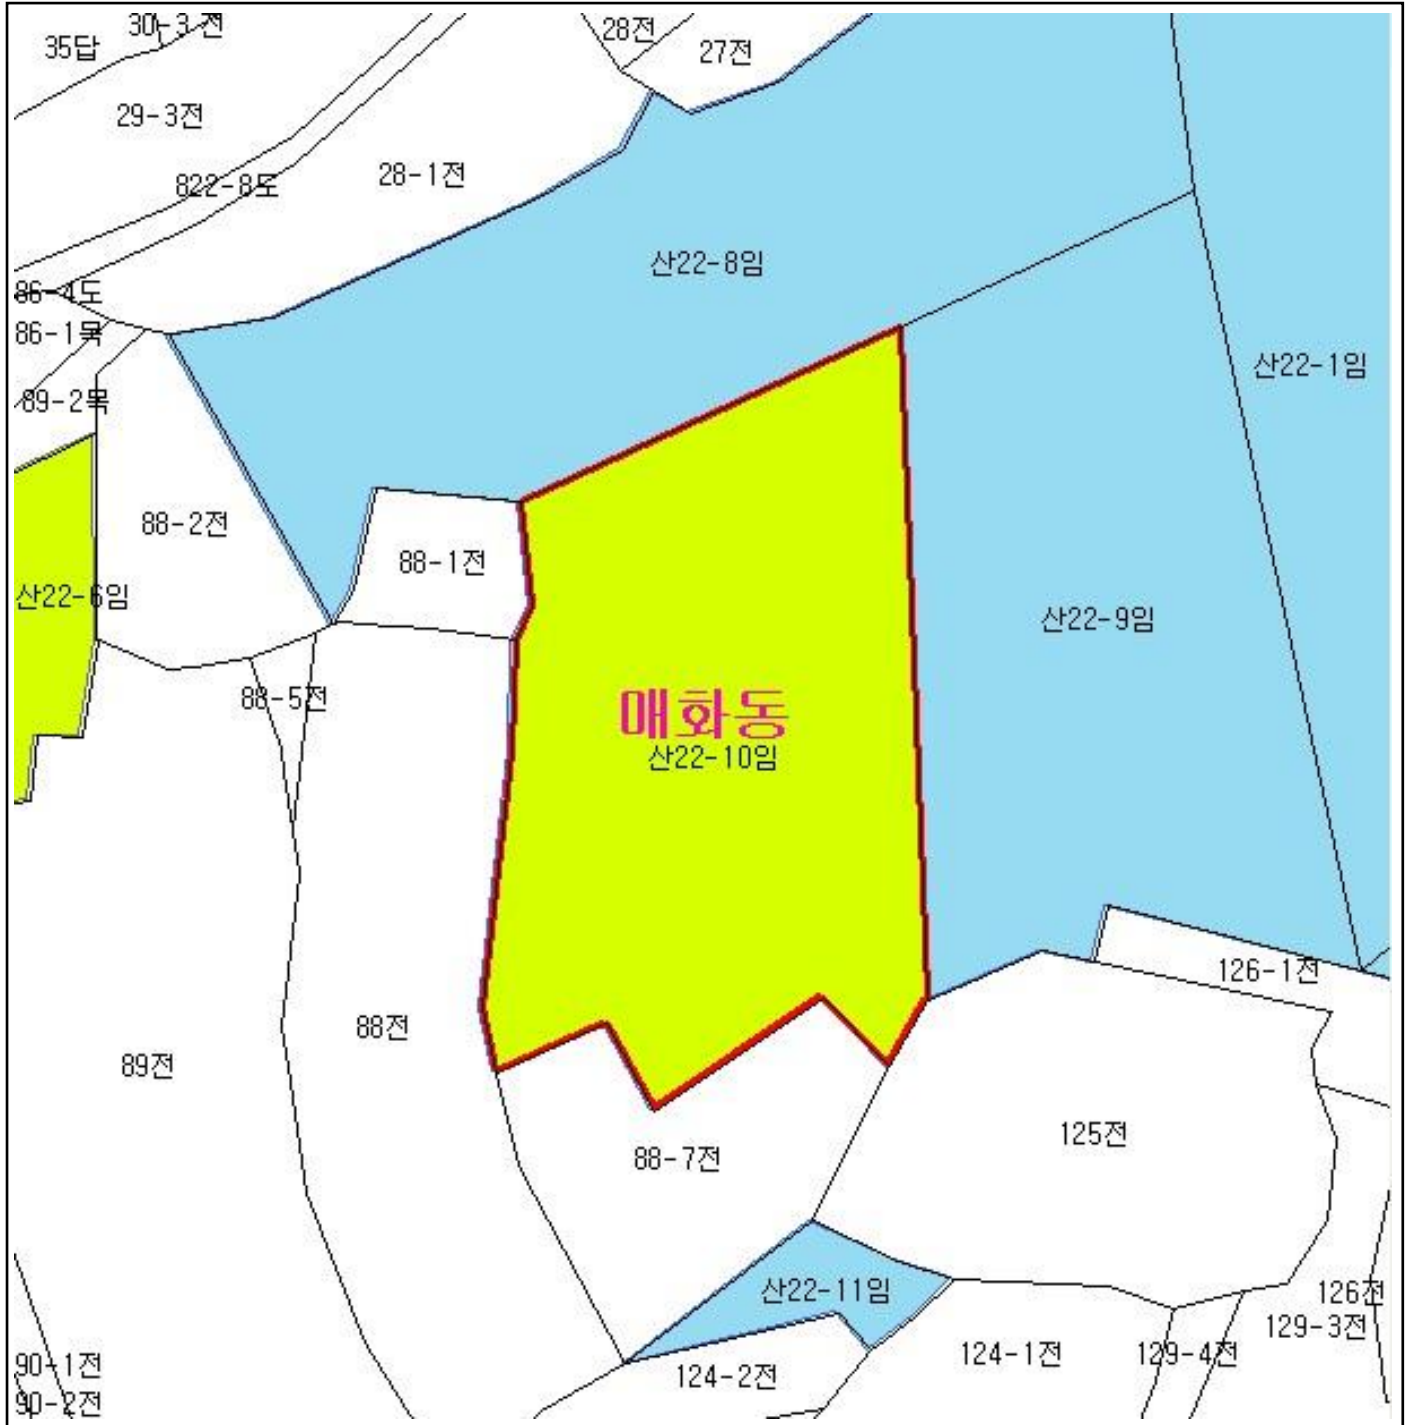 30-3전
28전
35답
27전
29-3전
28-1전
822-8도
산22-8임
86-4도
86-1목
산22-1임
89-2목
88-2전
88-1전
산22-6임
산22-9임
88-5전
매화동
산22-10임
126-1전
88전
89전
125전
88-7전
산22-11임
126전
129-3전
90-1전
124-1전
129-4전
124-2전
90-2전